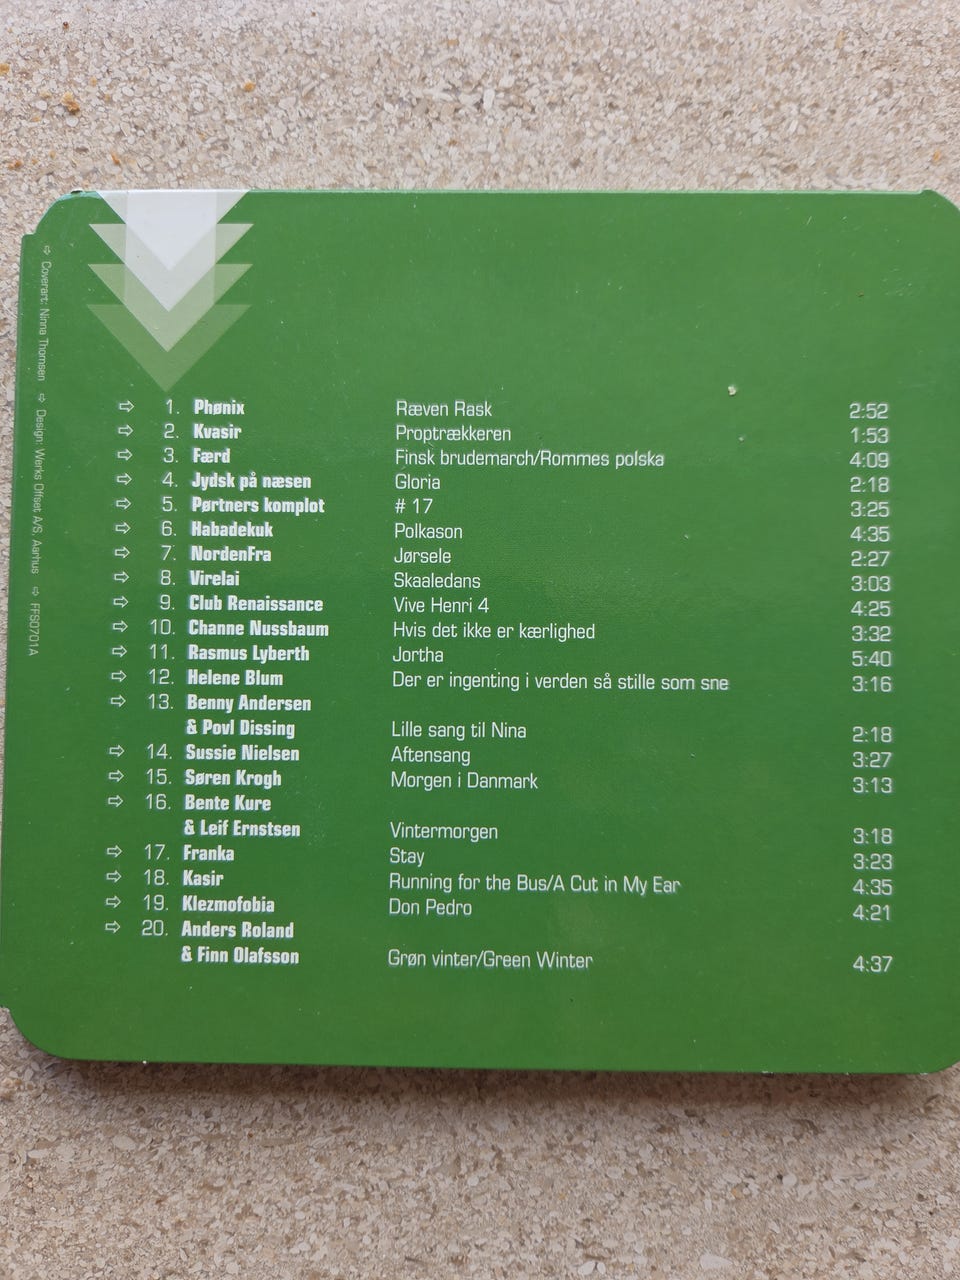 ⇨ 1. Phønix Ræven Rask 2:52
⇨ 2. Kvasir Proptrækkeren 1:53
⇨ 3. Færd Finsk brudemarch/Rommes polska 4:09
⇨ 4. Jydsk på næsen Gloria 2:18
⇨ 5. Pørtners komplot # 17 3:25
⇨ 6. Habadekuk Polkason 4:35
⇨ 7. NordenFra Jørsele 2:27
⇨ 8. Virelai Skaaledans 3:03
⇨ 9. Club Renaissance Vive Henri 4 4:25
⇨ 10. Channe Nussbaum Hvis det ikke er kærlighed 3:32
⇨ 11. Rasmus Lyberth Jortha 5:40
⇨ 12. Helene Blum Der er ingenting i verden så stille som sne 3:16
⇨ 13. Benny Andersen
& Povl Dissing Lille sang til Nina 2:18
⇨ 14. Sussie Nielsen Aftensang 3:27
⇨ 15. Søren Krogh Morgen i Danmark 3:13
⇨ 16. Bente Kure
& Leif Ernstsen Vintermorgen 3:18
⇨ 17. Franka Stay 3:23
⇨ 18. Kasir Running for the Bus/A Cut in My Ear 4:35
⇨ 19. Klezmofobia Don Pedro 4:21
⇨ 20. Anders Roland
& Finn Olafsson Grøn vinter/Green Winter 4:37
⇨ Coverart: Ninna Thomsen ⇨ Design: Werks Offset A/S, Aarhus ⇨ FFS0701A